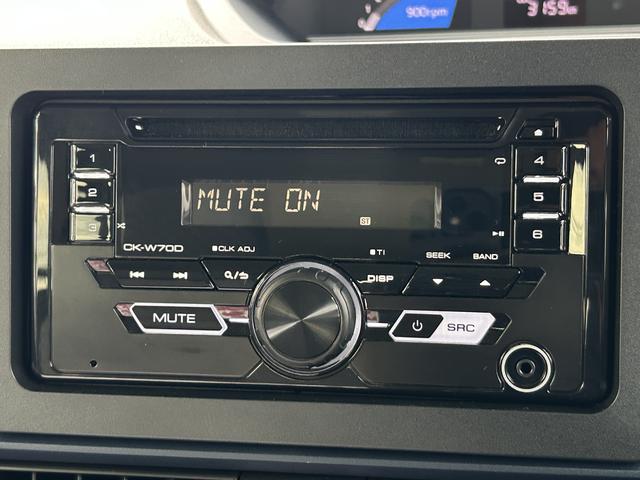 900rpm
3159
1
2
3
4
5
6
MUTE ON
ST
CK-W70D
CLK ADJ
TI
SEEK
BAND
DISP
MUTE
SRC